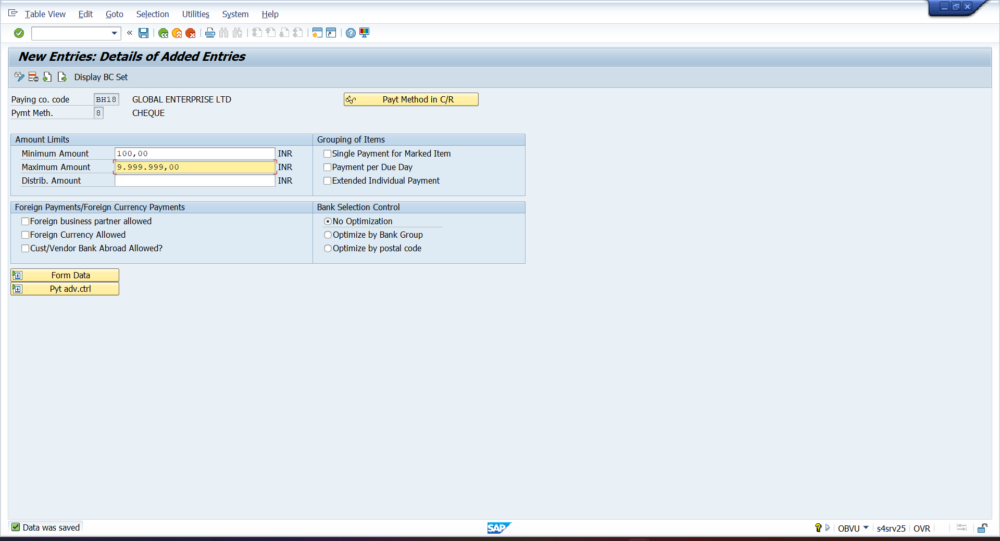 Table View Edit Goto Selection Utilities System Help
«
New Entries: Details of Added Entries
Display BC Set
Paying co. code BH18 GLOBAL ENTERPRISE LTD Payt Method in C/R
Pymt Meth. 8 CHEQUE
Amount Limits Grouping of Items
Minimum Amount 100,00 INR Single Payment for Marked Item
Maximum Amount 9.999.999,00 INR Payment per Due Day
Distrib. Amount INR Extended Individual Payment
Foreign Payments/Foreign Currency Payments Bank Selection Control
Foreign business partner allowed No Optimization
Foreign Currency Allowed Optimize by Bank Group
Cust/Vendor Bank Abroad Allowed? Optimize by postal code
Form Data
Pyt adv.ctrl
Data was saved SAP OBVU s4srv25 OVR